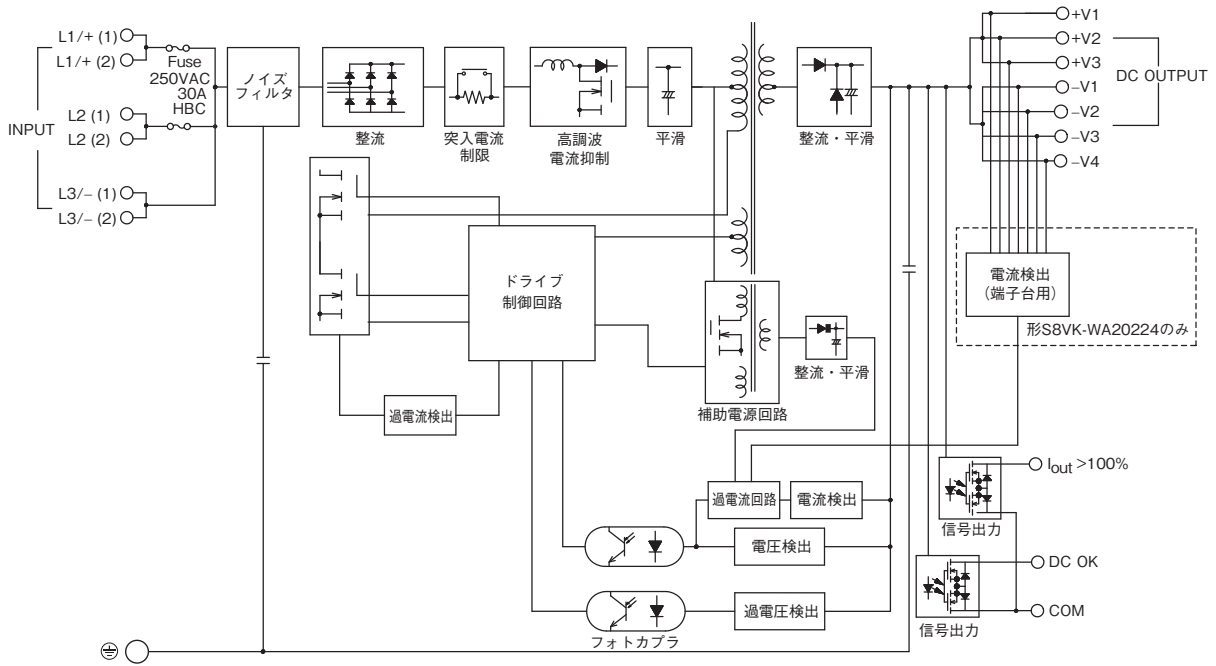 INPUT
L1/+ (1)
L1/+ (2)
Fuse
250VAC
30A
HBC
L2 (1)
L2 (2)
L3/− (1)
L3/− (2)
ノイズ
フィルタ
整流
突入電流
制限
高調波
電流抑制
平滑
整流・平滑
+V1
+V2
+V3
−V1
−V2
−V3
−V4
DC OUTPUT
電流検出
（端子台用）
形S8VK-WA20224のみ
ドライブ
制御回路
過電流検出
補助電源回路
整流・平滑
過電流回路
電流検出
電圧検出
過電圧検出
フォトカプラ
Iout >100%
信号出力
DC OK
COM
信号出力